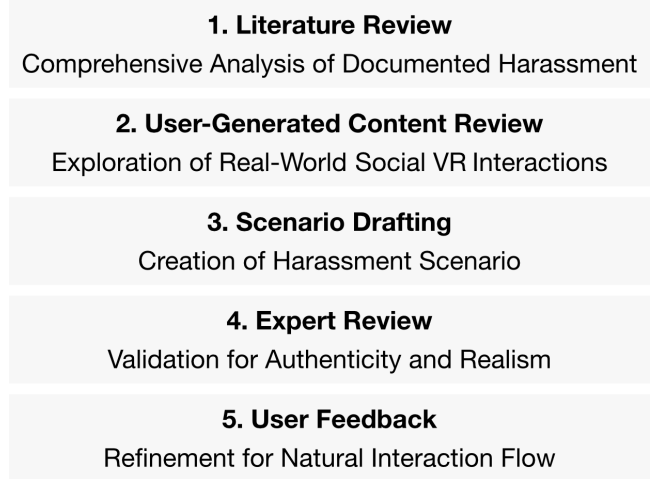 1. Literature Review
Comprehensive Analysis of Documented Harassment
2. User-Generated Content Review
Exploration of Real-World Social VR Interactions
3. Scenario Drafting
Creation of Harassment Scenario
4. Expert Review
Validation for Authenticity and Realism
5. User Feedback
Refinement for Natural Interaction Flow